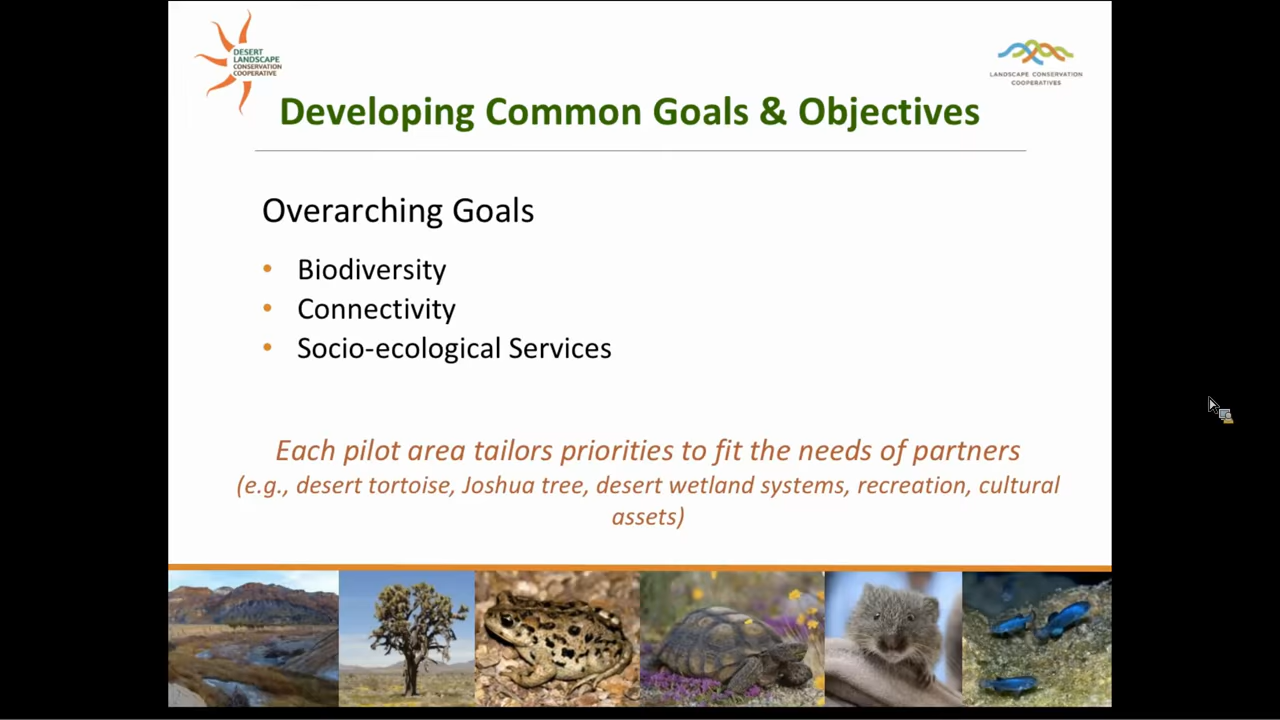 DESERT
LANDSCAPE
CONSERVATION
COOPERATIVE
LANDSCAPE CONSERVATION
COOPERATIVES
Developing Common Goals & Objectives
Overarching Goals
• Biodiversity
• Connectivity
• Socio-ecological Services
Each pilot area tailors priorities to fit the needs of partners
(e.g., desert tortoise, Joshua tree, desert wetland systems, recreation, cultural
assets)